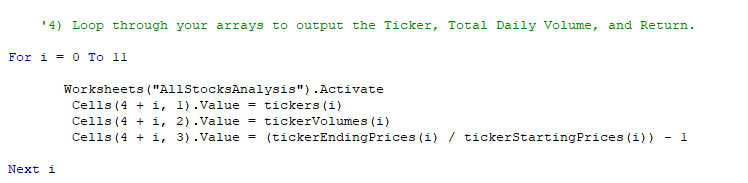 '4) Loop through your arrays to output the Ticker, Total Daily Volume, and Return.
For i = 0 To 11
Worksheets("AllStocksAnalysis").Activate
Cells(4 + i, 1).Value = tickers(i)
Cells(4 + i, 2).Value = tickerVolumes(i)
Cells(4 + i, 3).Value = (tickerEndingPrices(i) / tickerStartingPrices(i)) - 1
Next i